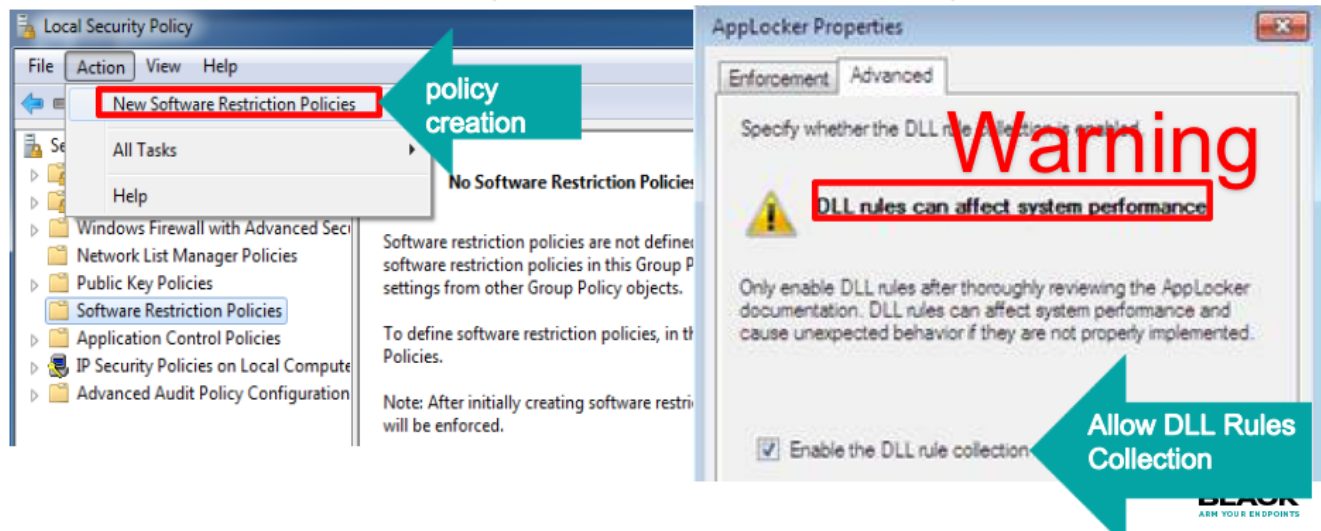 Local Security Policy
File Action View Help
New Software Restriction Policies
All Tasks
Help
policy
creation
Windows Firewall with Advanced Secu
Network List Manager Policies
Public Key Policies
Software Restriction Policies
Application Control Policies
IP Security Policies on Local Compute
Advanced Audit Policy Configuration
No Software Restriction Policies
Software restriction policies are not defined
software restriction policies in this Group P
settings from other Group Policy objects.
To define software restriction policies, in th
Policies.
Note: After initially creating software restri
will be enforced.
AppLocker Properties
Enforcement Advanced
Specify whether the DLL rule collection is enabled.
Warning
DLL rules can affect system performance
Only enable DLL rules after thoroughly reviewing the AppLocker
documentation. DLL rules can affect system performance and
cause unexpected behavior if they are not properly implemented.
Enable the DLL rule collection
Allow DLL Rules
Collection
BLACK
ARM YOUR ENDPOINTS